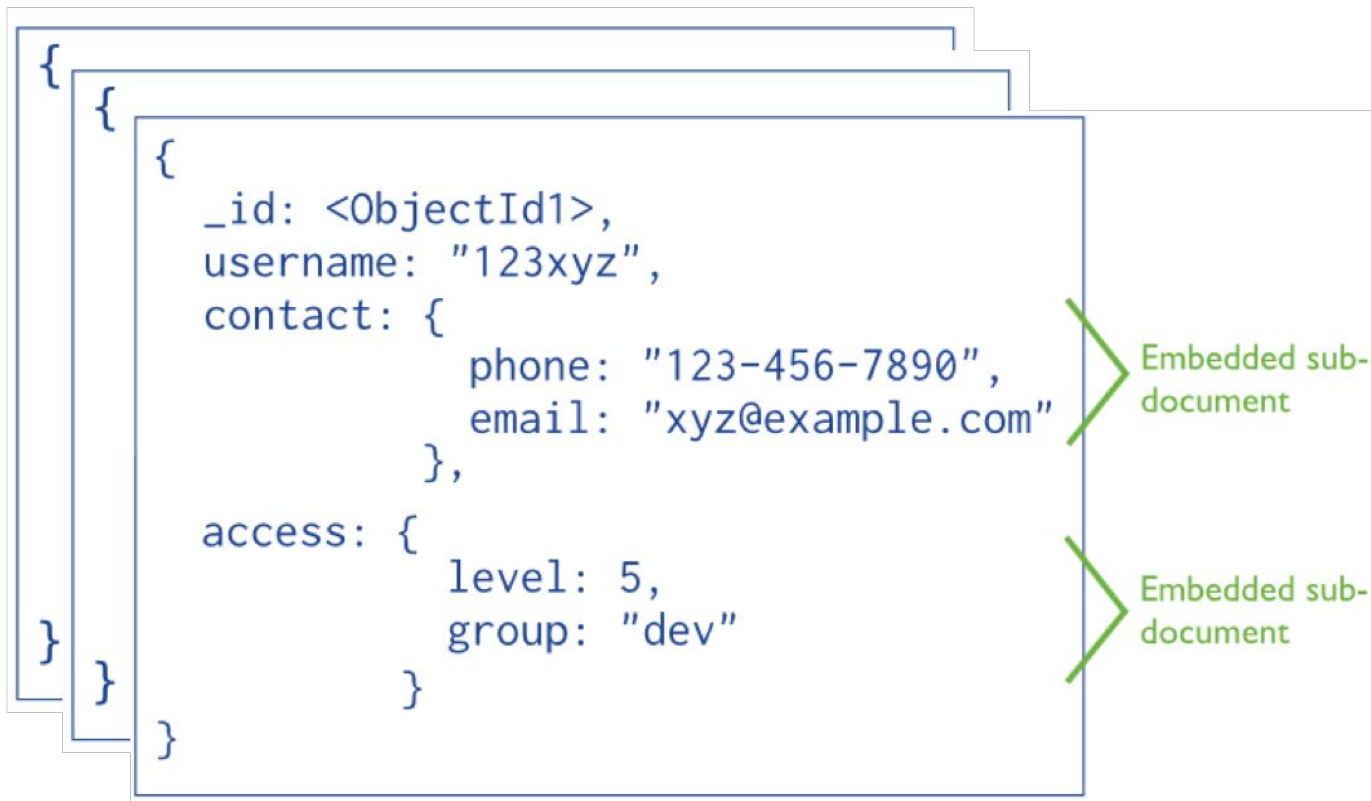 {
{
{
_id: <ObjectId1>,
username: "123xyz",
contact: {
phone: "123-456-7890",
email: "xyz@example.com"
},
access: {
level: 5,
group: "dev"
}
}
}
}
Embedded sub-
document
Embedded sub-
document